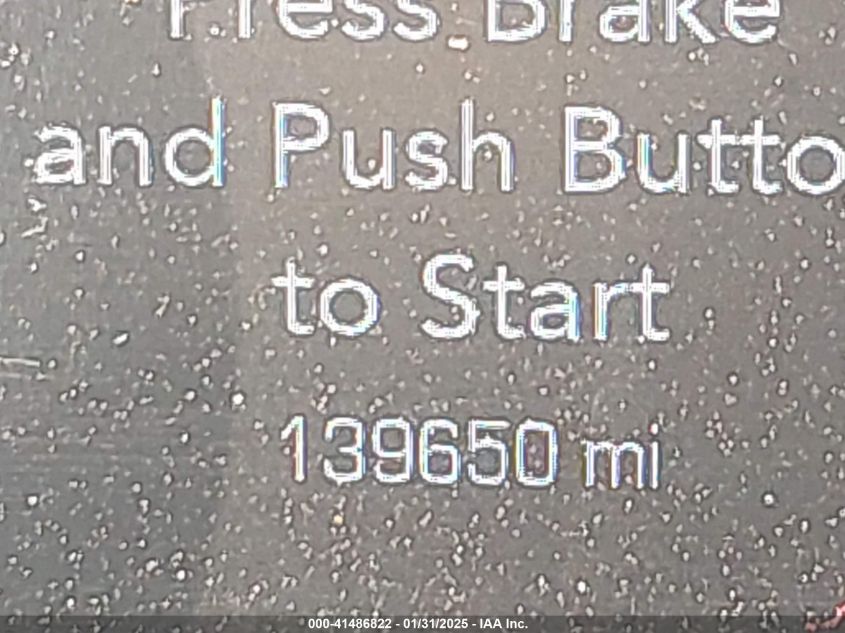 Press Brake
and Push Butto
to Start
139650 mi
000-41486822 - 01/31/2025 - IAA Inc.